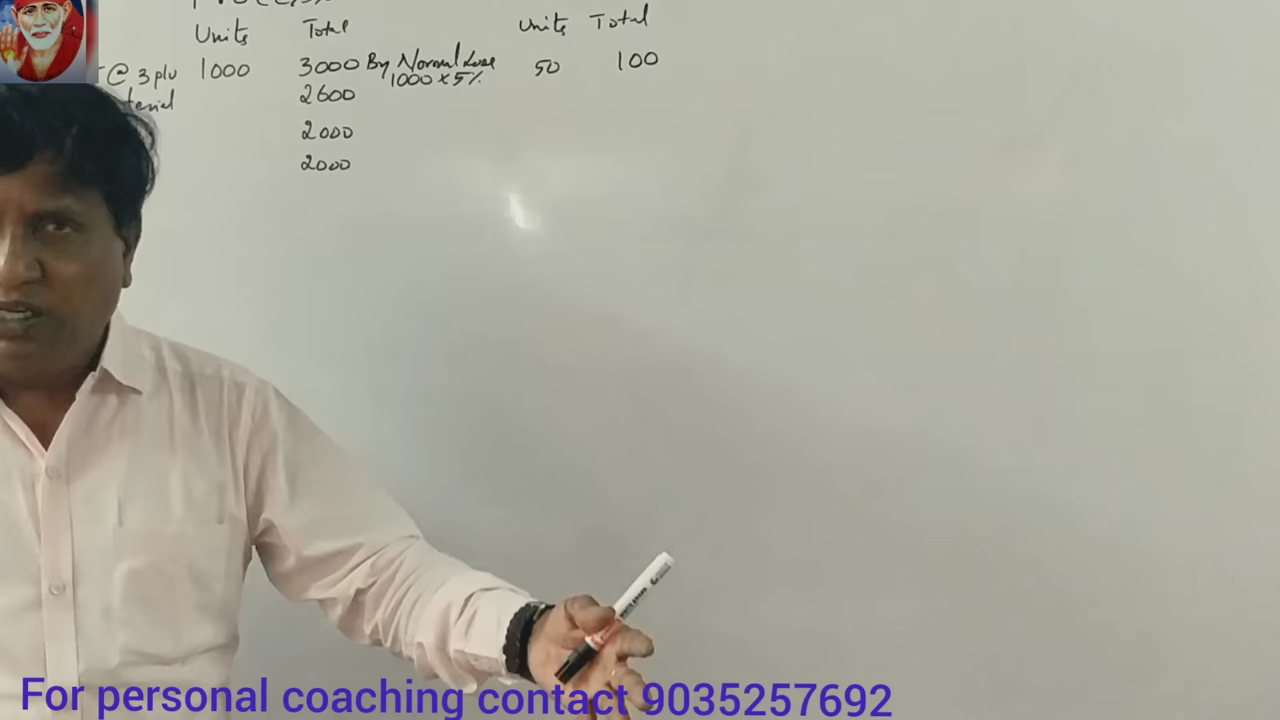 Units Total Units Total
@ 3 plu 1000 3000 By Normal Loss 50 100
1000 x 5%
2600
2000
2000
For personal coaching contact 9035257692